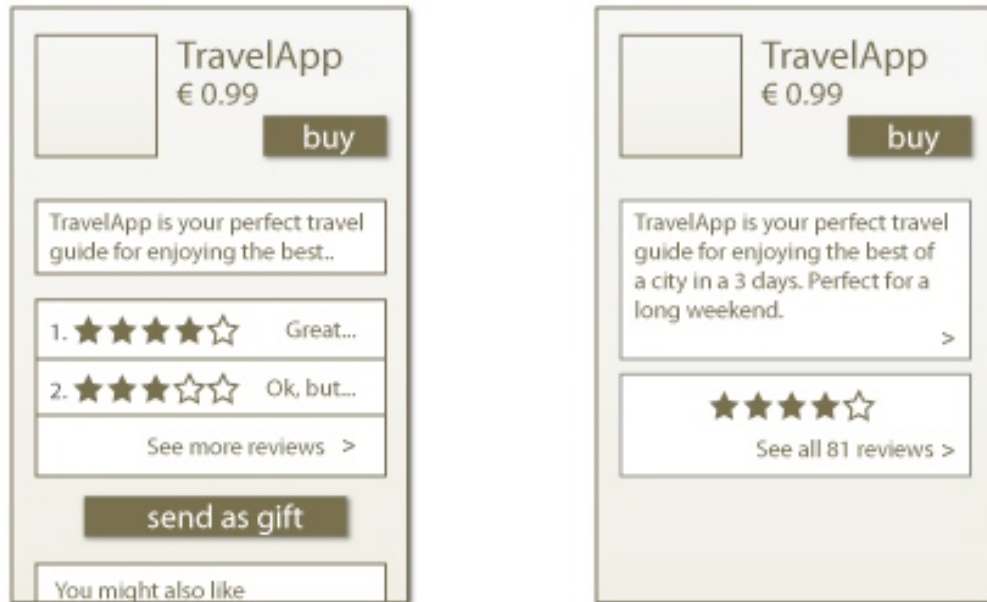 TravelApp
€ 0.99
buy
TravelApp is your perfect travel
guide for enjoying the best..
1. Great...
2. Ok, but...
See more reviews >
send as gift
You might also like
TravelApp
€ 0.99
buy
TravelApp is your perfect travel
guide for enjoying the best of
a city in a 3 days. Perfect for a
long weekend.
>
See all 81 reviews >